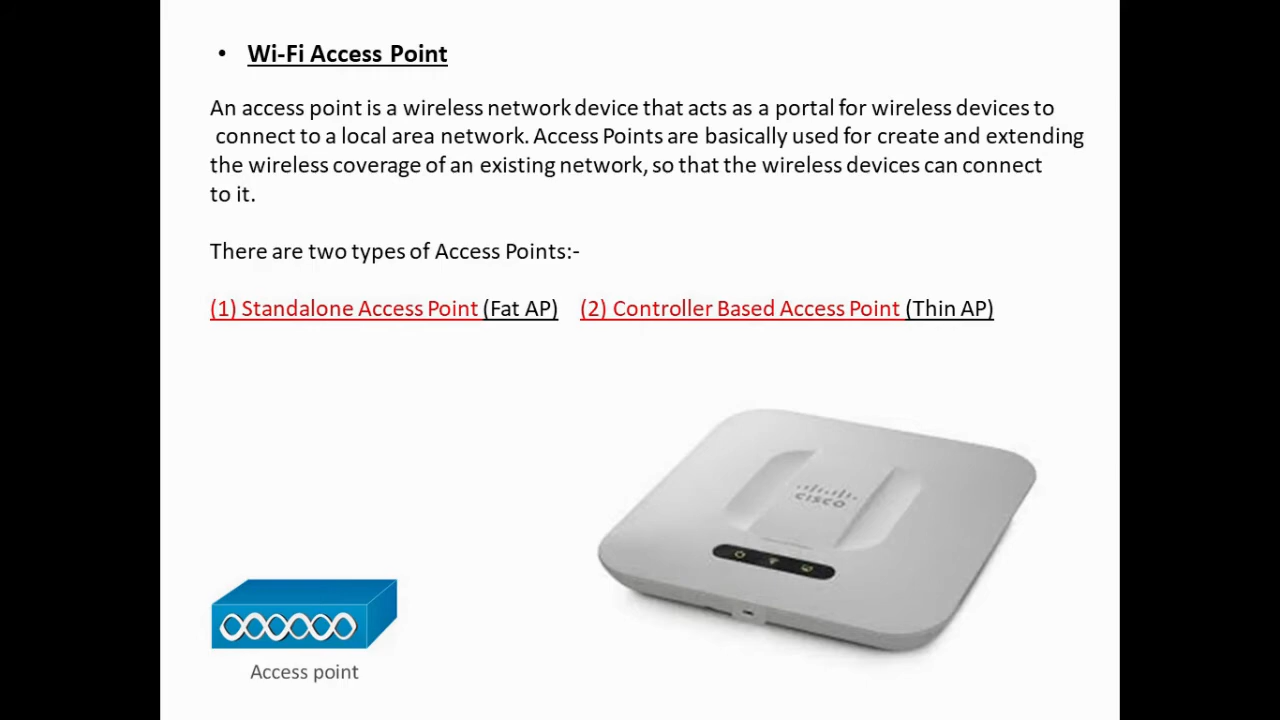 • Wi-Fi Access Point
An access point is a wireless network device that acts as a portal for wireless devices to
connect to a local area network. Access Points are basically used for create and extending
the wireless coverage of an existing network, so that the wireless devices can connect
to it.
There are two types of Access Points:-
(1) Standalone Access Point (Fat AP) (2) Controller Based Access Point (Thin AP)
CISCO
Access point